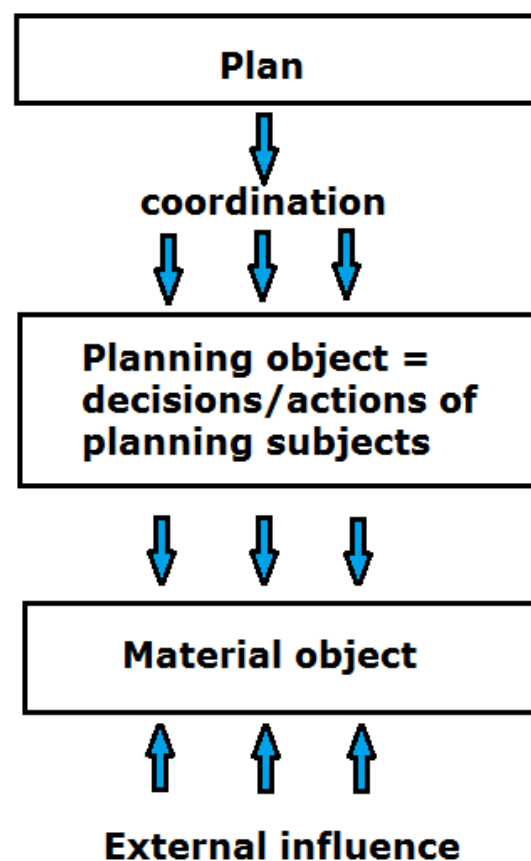 Plan
coordination
Planning object =
decisions/actions of
planning subjects
Material object
External influence